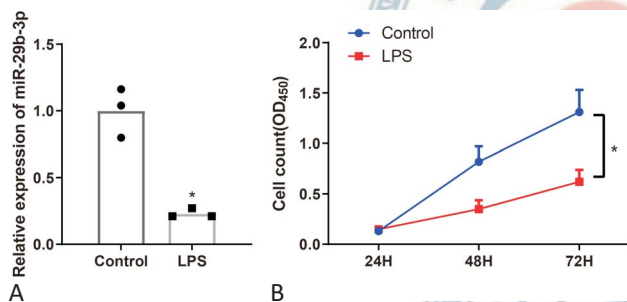 Relative expression of miR-29b-3p
1.5
1.0
0.5
0.0
*
Control
LPS
A
Control
LPS
Cell count(OD450)
2.0
1.5
1.0
0.5
0.0
*
24H
48H
72H
B